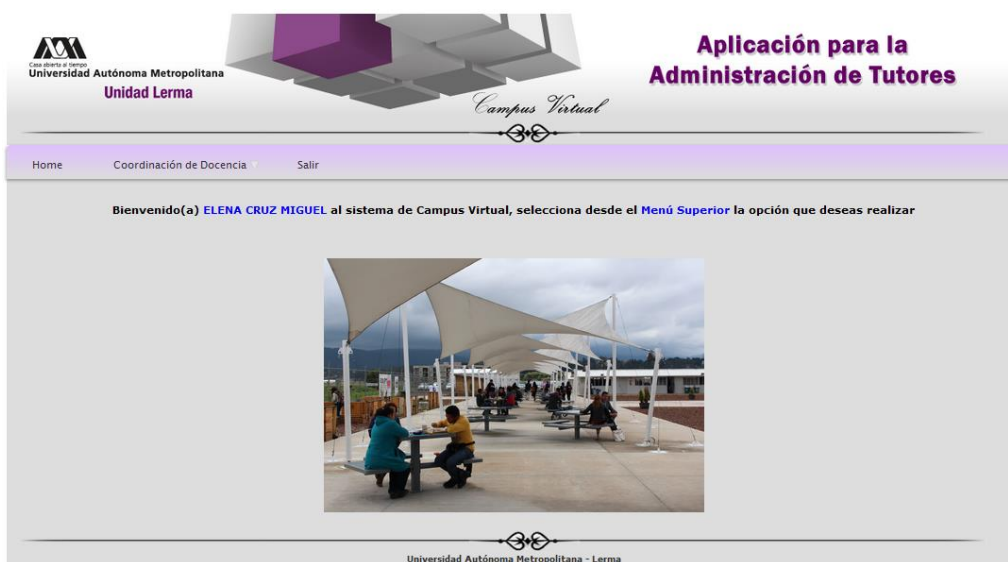 Casa abierta al tiempo
Universidad Autónoma Metropolitana
Unidad Lerma
Campus Virtual
Aplicación para la
Administración de Tutores
Home Coordinación de Docencia Salir
Bienvenido(a) ELENA CRUZ MIGUEL al sistema de Campus Virtual, selecciona desde el Menú Superior la opción que deseas realizar
Universidad Autónoma Metropolitana - Lerma